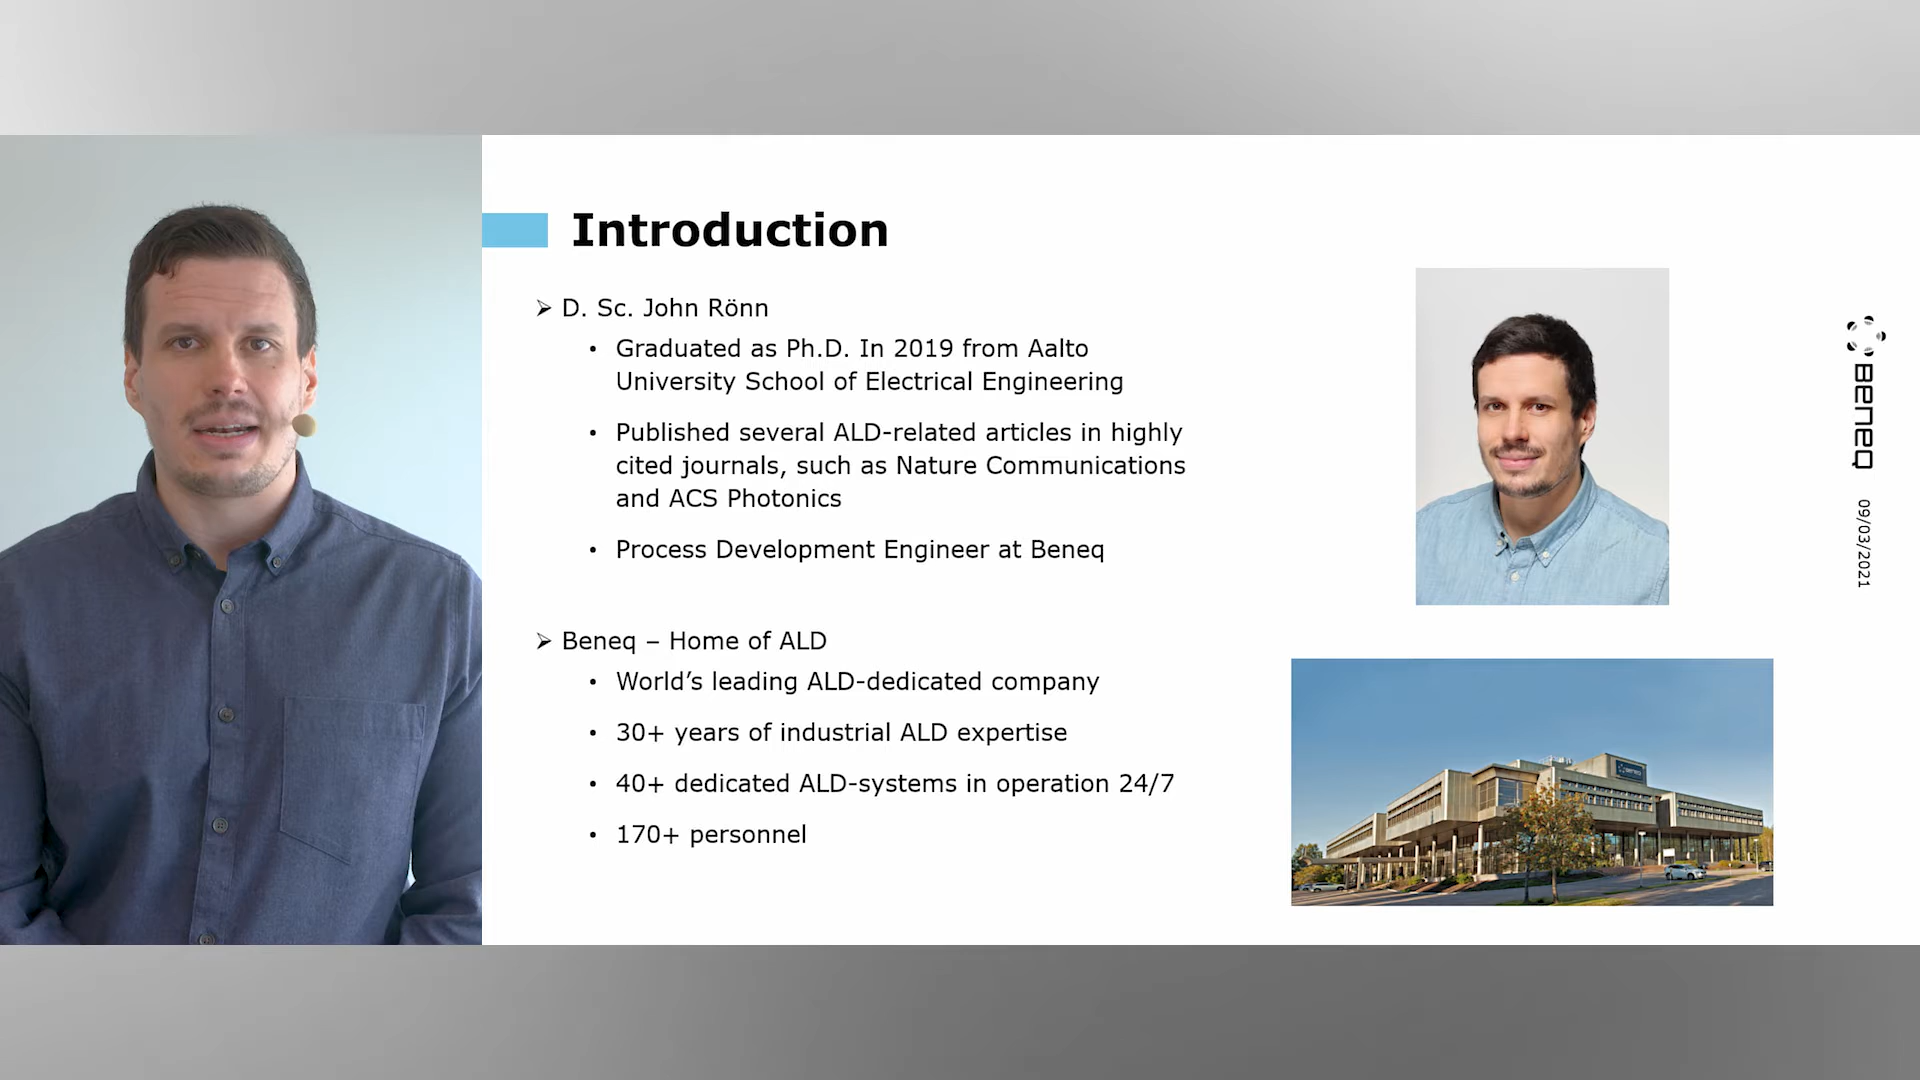 Introduction
➢ D. Sc. John Rönn
• Graduated as Ph.D. In 2019 from Aalto
University School of Electrical Engineering
• Published several ALD-related articles in highly
cited journals, such as Nature Communications
and ACS Photonics
• Process Development Engineer at Beneq
➢ Beneq – Home of ALD
• World’s leading ALD-dedicated company
• 30+ years of industrial ALD expertise
• 40+ dedicated ALD-systems in operation 24/7
• 170+ personnel
BENEQ
09/03/2021